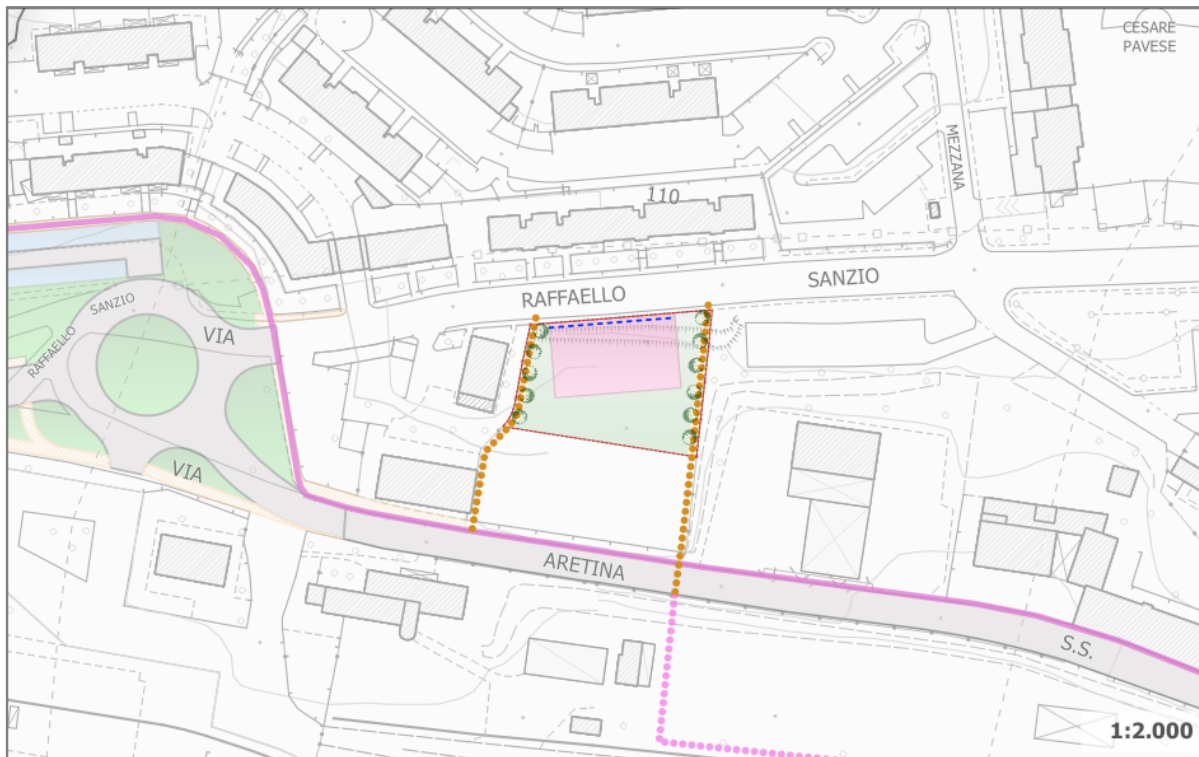 CESARE
PAVESE
MEZZANA
110
SANZIO
RAFFAELLO
SANZIO
RAFFAELLO
VIA
VIA
ARETINA
S.S.
1:2.000